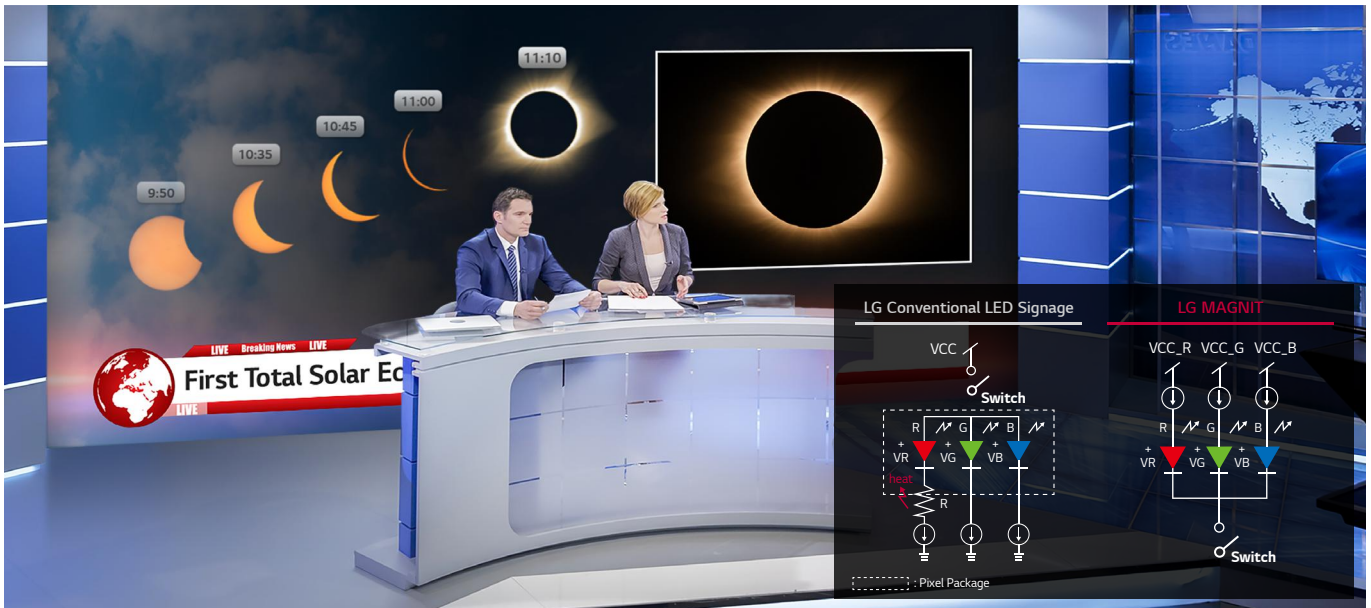 11:10
11:00
10:45
10:35
9:50
LIVE Breaking News LIVE
First Total Solar Ec
LIVE
LG Conventional LED Signage
VCC
Switch
R G B
+ + +
VR VG VB
heat
R
: Pixel Package
LG MAGNIT
VCC_R VCC_G VCC_B
R G B
+ + +
VR VG VB
Switch